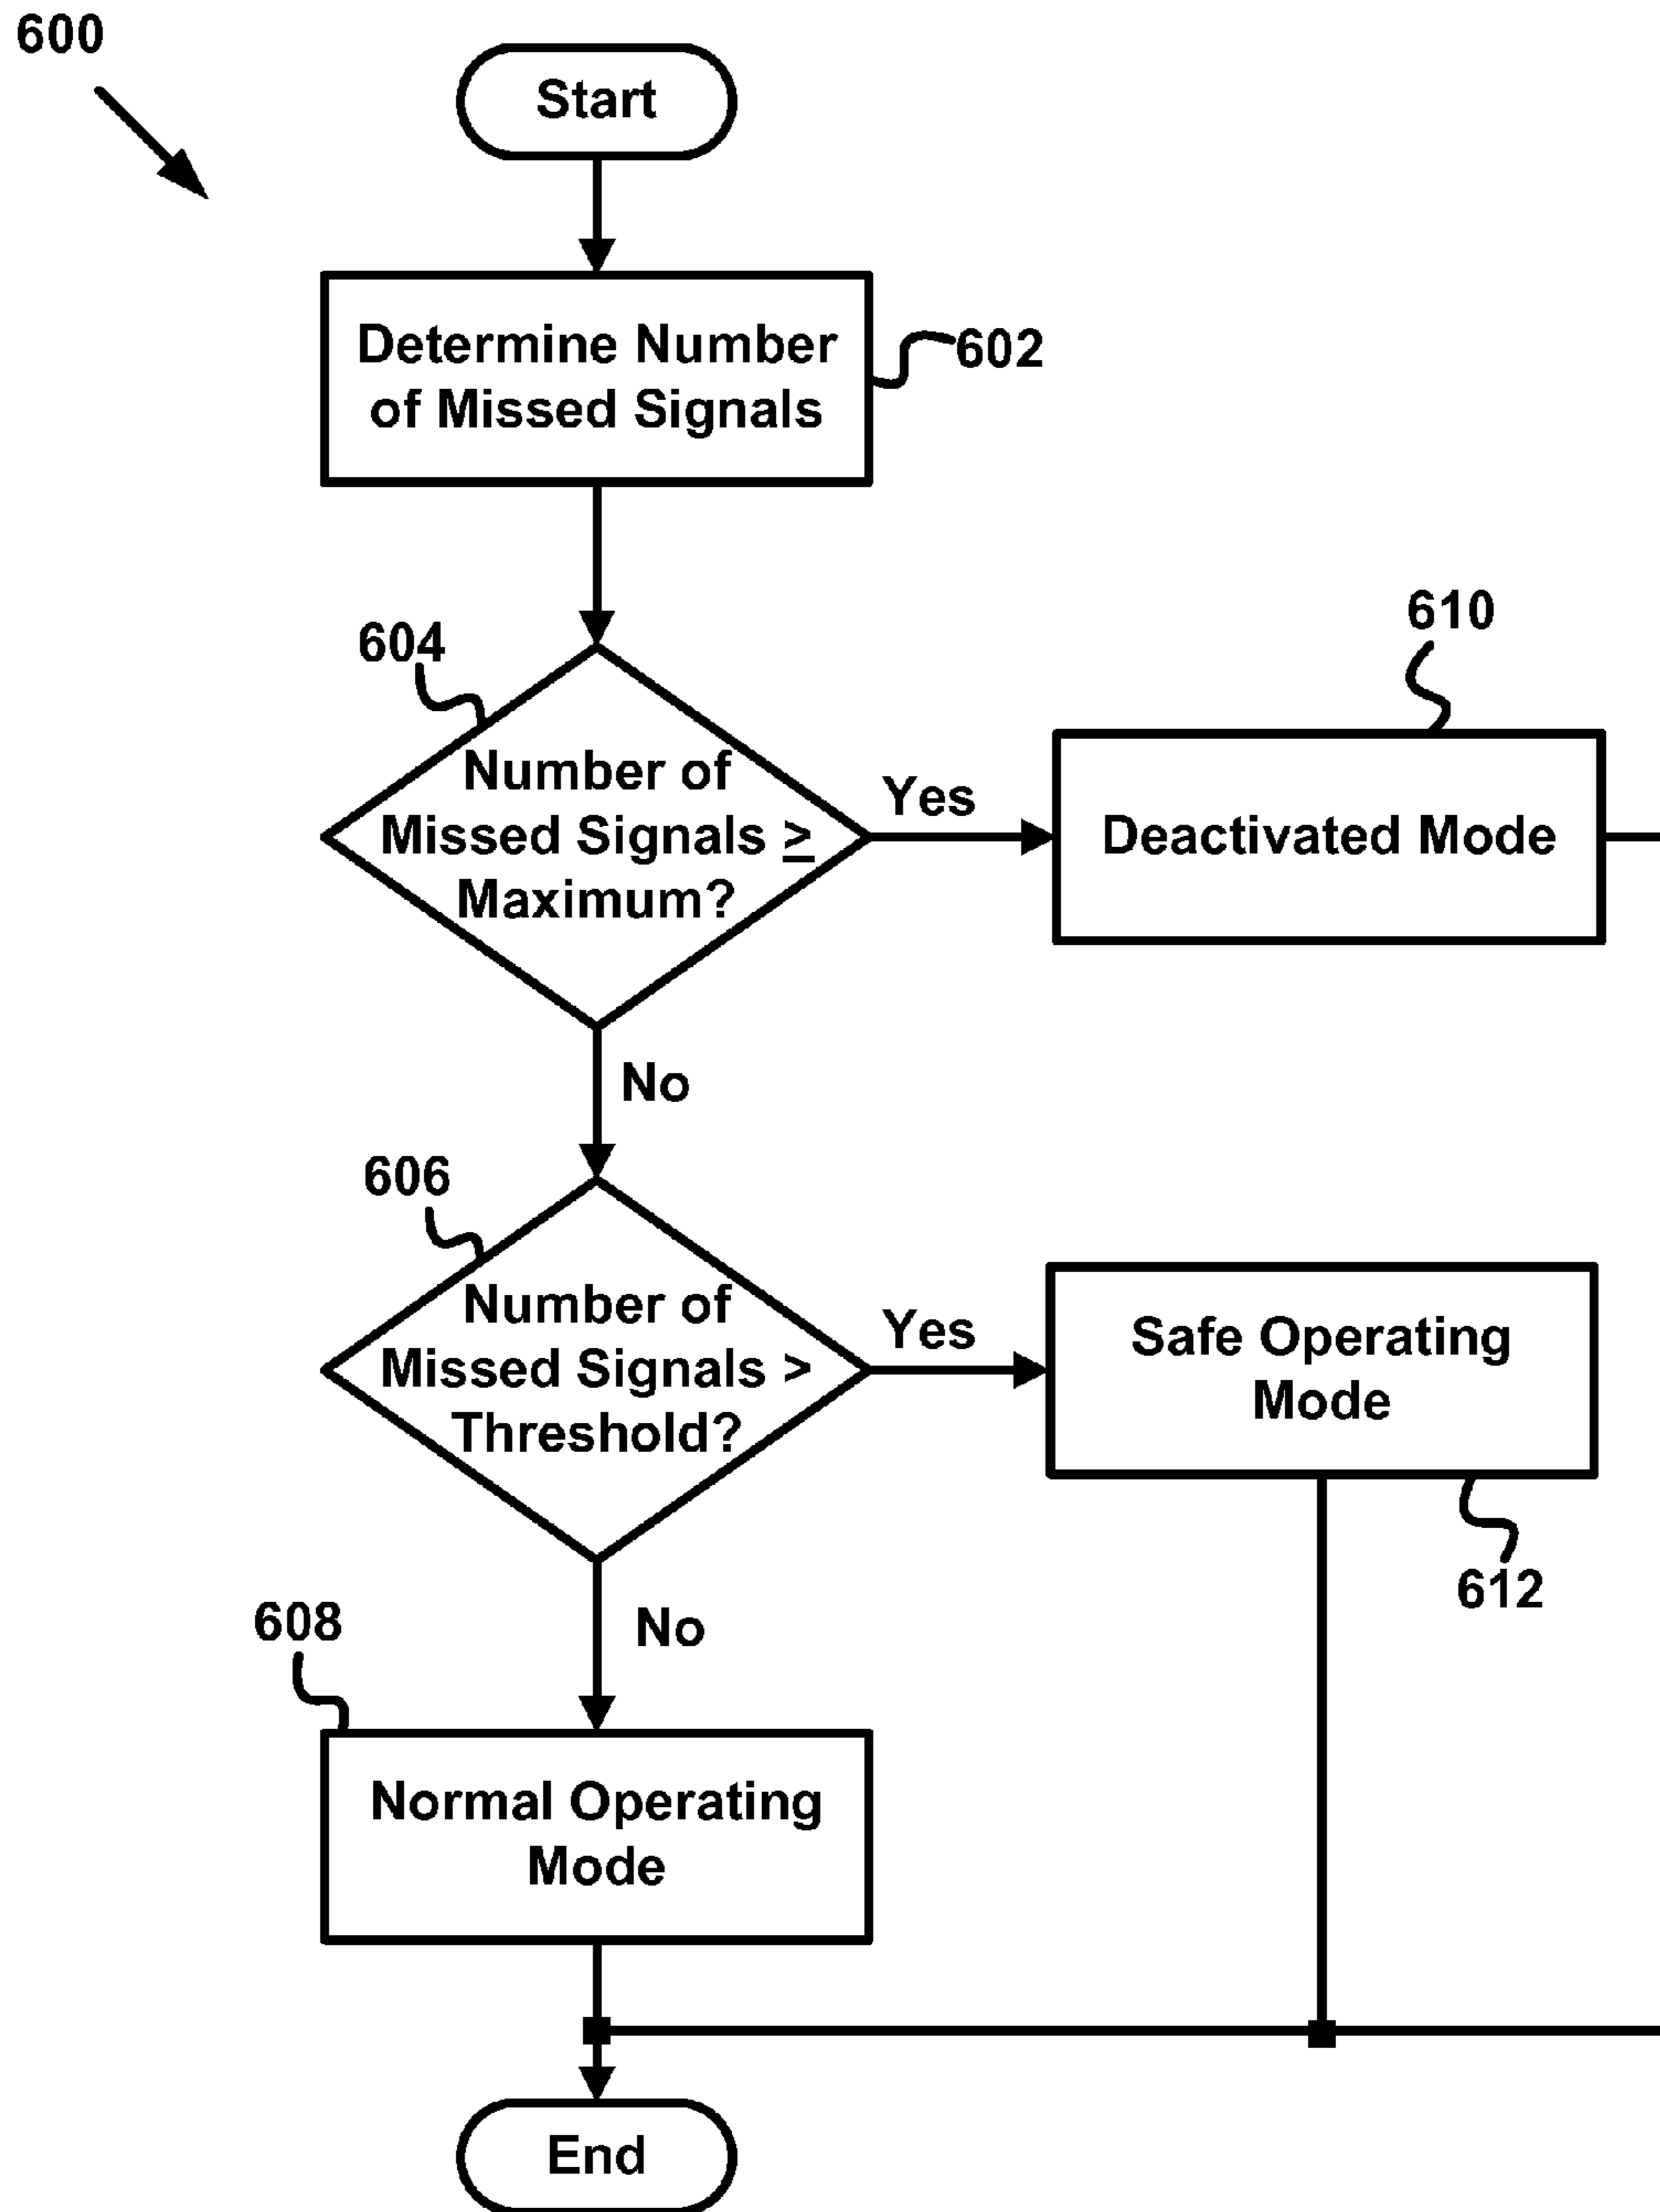 600
Start
Determine Number
of Missed Signals
602
604
Number of
Missed Signals ≥
Maximum?
Yes
610
Deactivated Mode
No
606
Number of
Missed Signals >
Threshold?
Yes
Safe Operating
Mode
612
No
608
Normal Operating
Mode
End